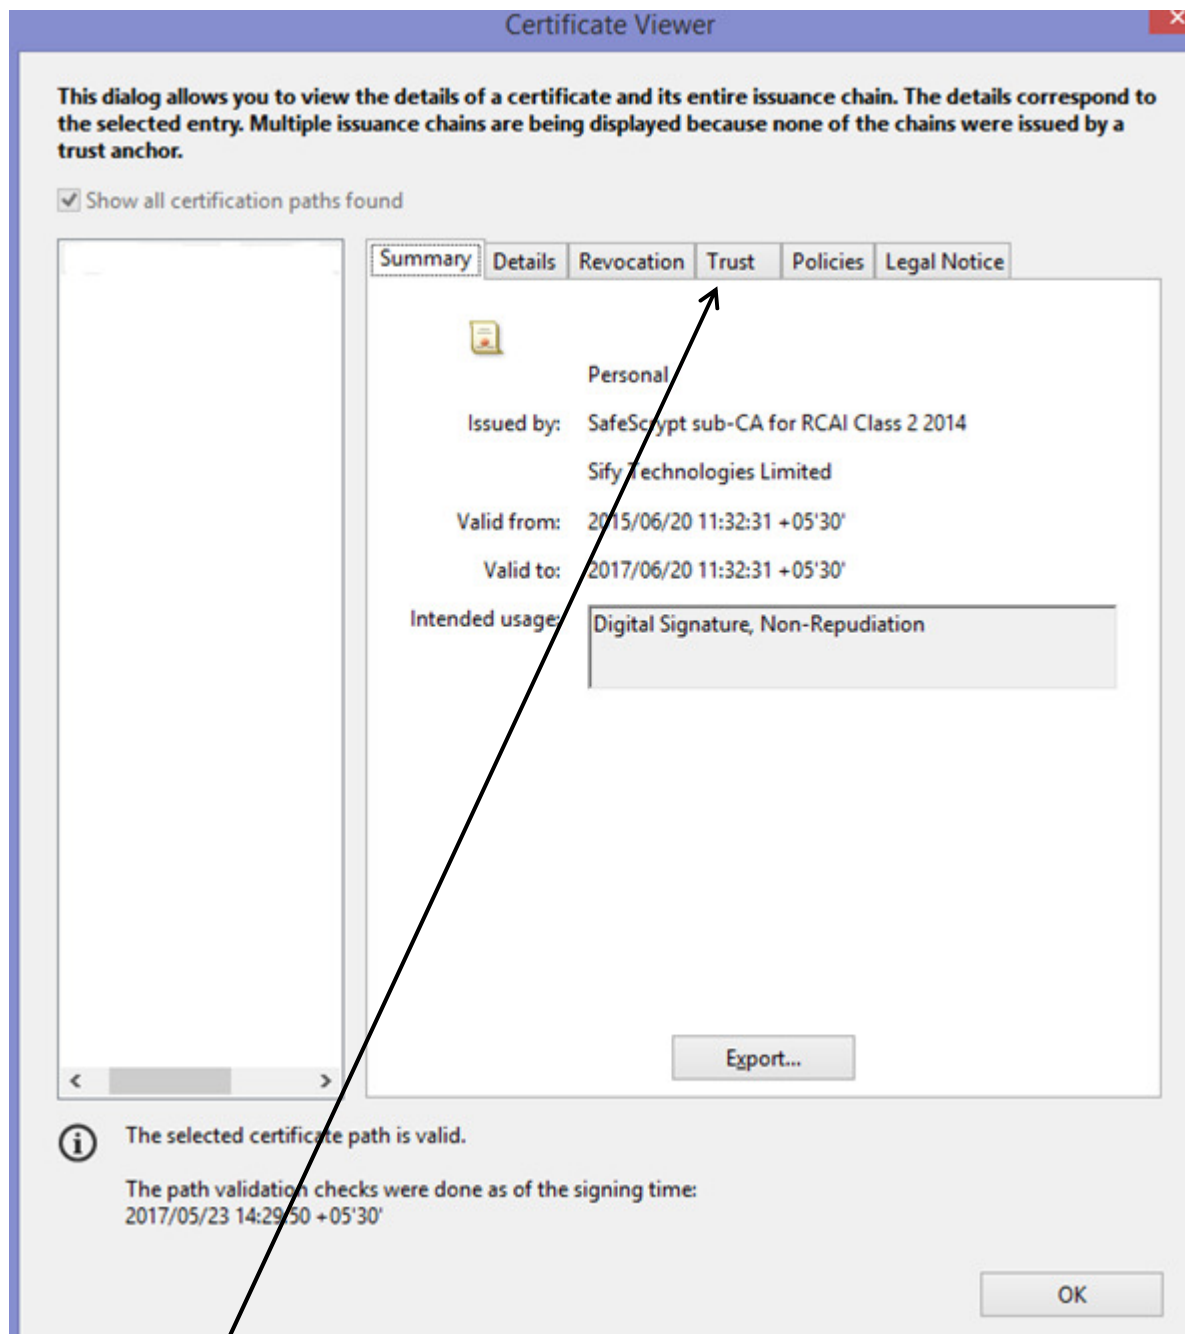 Certificate Viewer
This dialog allows you to view the details of a certificate and its entire issuance chain. The details correspond to
the selected entry. Multiple issuance chains are being displayed because none of the chains were issued by a
trust anchor.
Show all certification paths found
Summary Details Revocation Trust Policies Legal Notice
Personal
Issued by: SafeScrypt sub-CA for RCAI Class 2 2014
Sify Technologies Limited
Valid from: 2015/06/20 11:32:31 +05'30'
Valid to: 2017/06/20 11:32:31 +05'30'
Intended usage: Digital Signature, Non-Repudiation
Export...
The selected certificate path is valid.
The path validation checks were done as of the signing time:
2017/05/23 14:29:50 +05'30'
OK